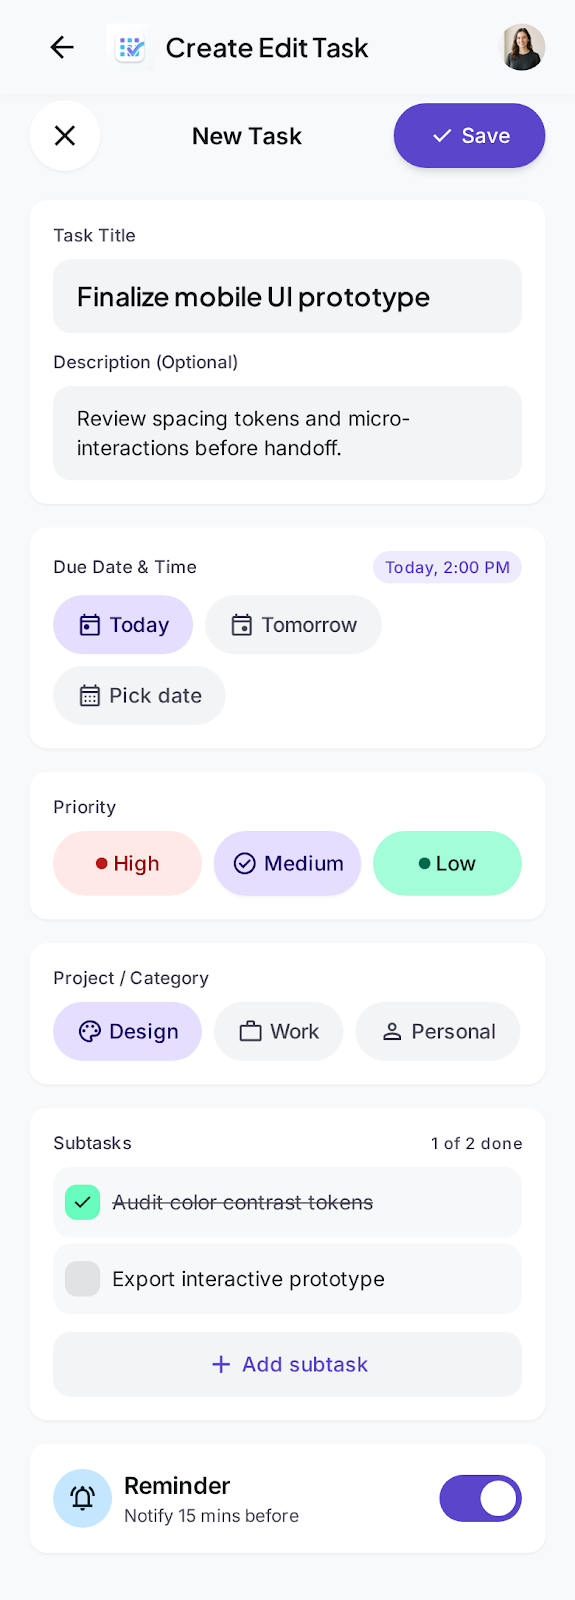 Create Edit Task
New Task
Save
Task Title
Finalize mobile UI prototype
Description (Optional)
Review spacing tokens and micro-
interactions before handoff.
Due Date & Time
Today, 2:00 PM
Today
Tomorrow
Pick date
Priority
High
Medium
Low
Project / Category
Design
Work
Personal
Subtasks
1 of 2 done
Audit color contrast tokens
Export interactive prototype
Add subtask
Reminder
Notify 15 mins before